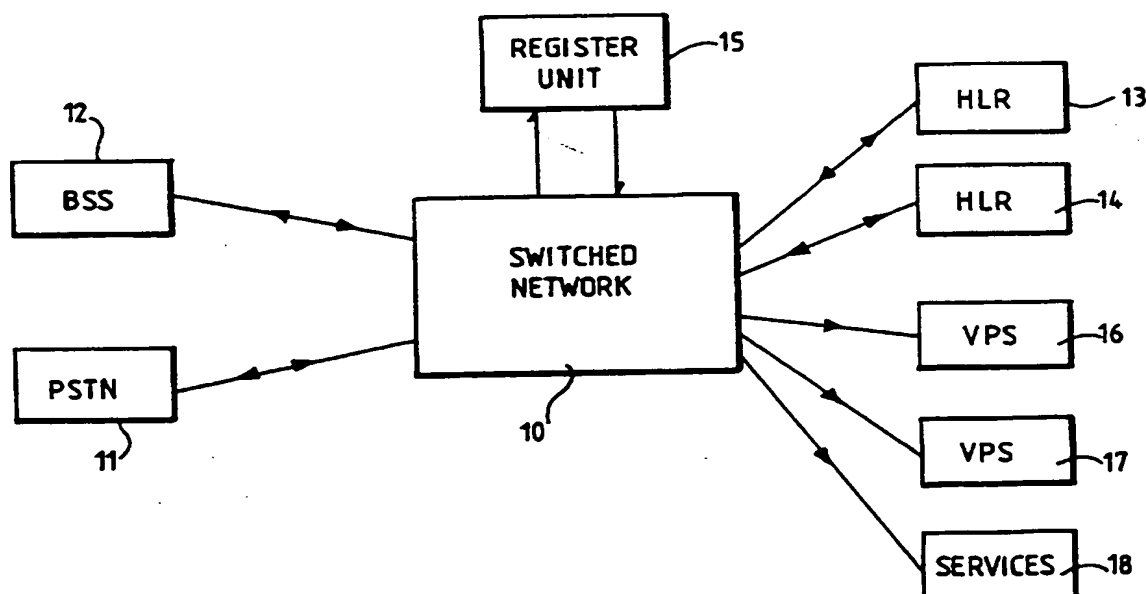 REGISTER
UNIT
15
12
BSS
HLR
13
HLR
14
SWITCHED
NETWORK
VPS
16
PSTN
11
10
VPS
17
SERVICES
18